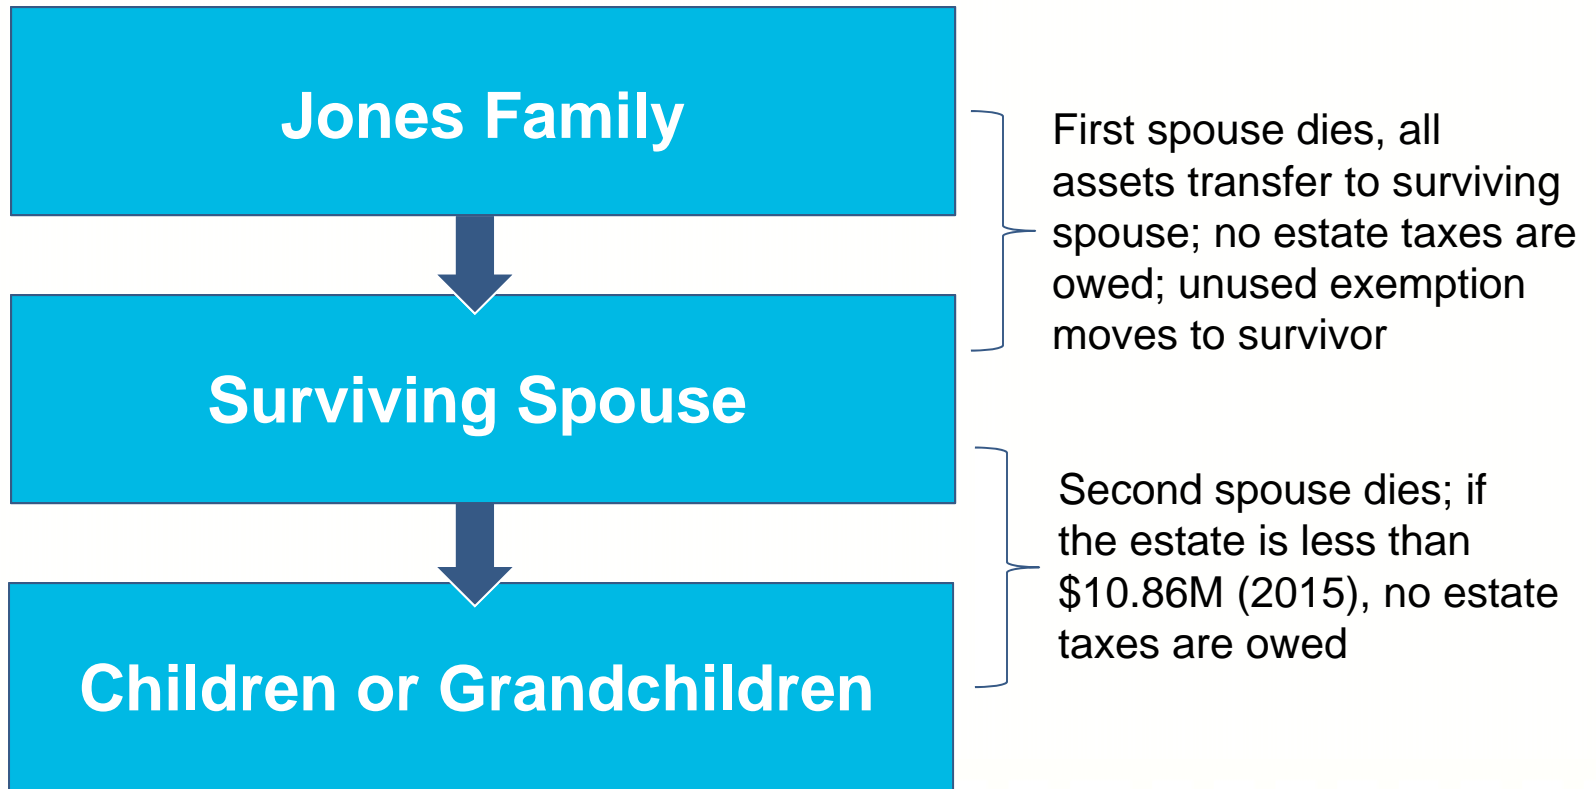 Jones Family
First spouse dies, all
assets transfer to surviving
spouse; no estate taxes are
owed; unused exemption
moves to survivor
Surviving Spouse
Second spouse dies; if
the estate is less than
$10.86M (2015), no estate
taxes are owed
Children or Grandchildren